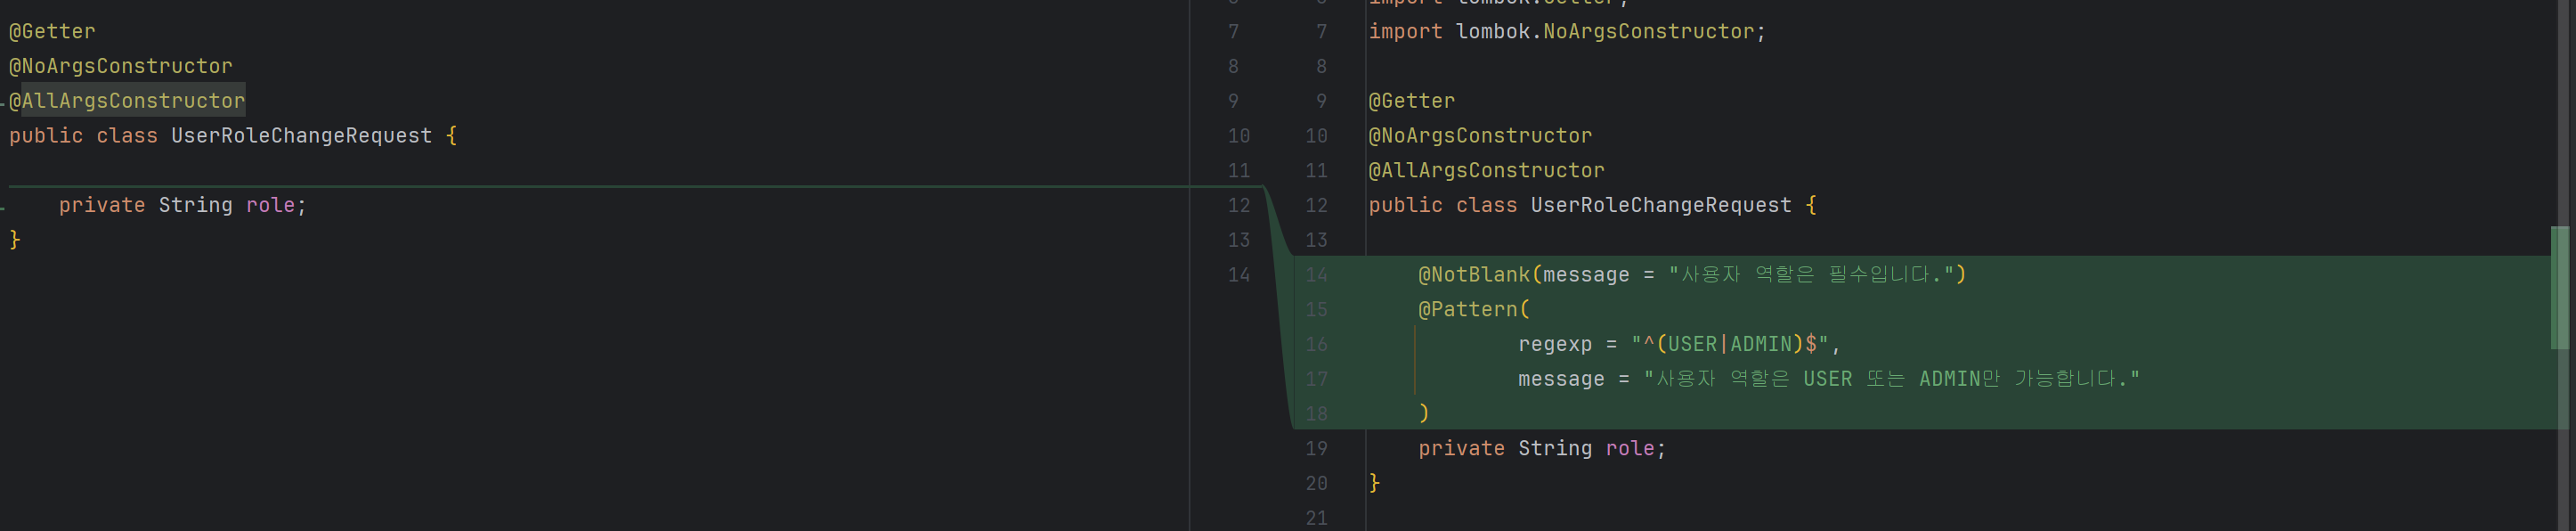 @Getter
@NoArgsConstructor
@AllArgsConstructor
public class UserRoleChangeRequest {
    private String role;
}
7
8
9
10
11
12
13
14
7 import lombok.NoArgsConstructor;
8
9 @Getter
10 @NoArgsConstructor
11 @AllArgsConstructor
12 public class UserRoleChangeRequest {
13
14     @NotBlank(message = "사용자 역할은 필수입니다.")
15     @Pattern(
16             regexp = "^(USER|ADMIN)$",
17             message = "사용자 역할은 USER 또는 ADMIN만 가능합니다."
18     )
19     private String role;
20 }
21